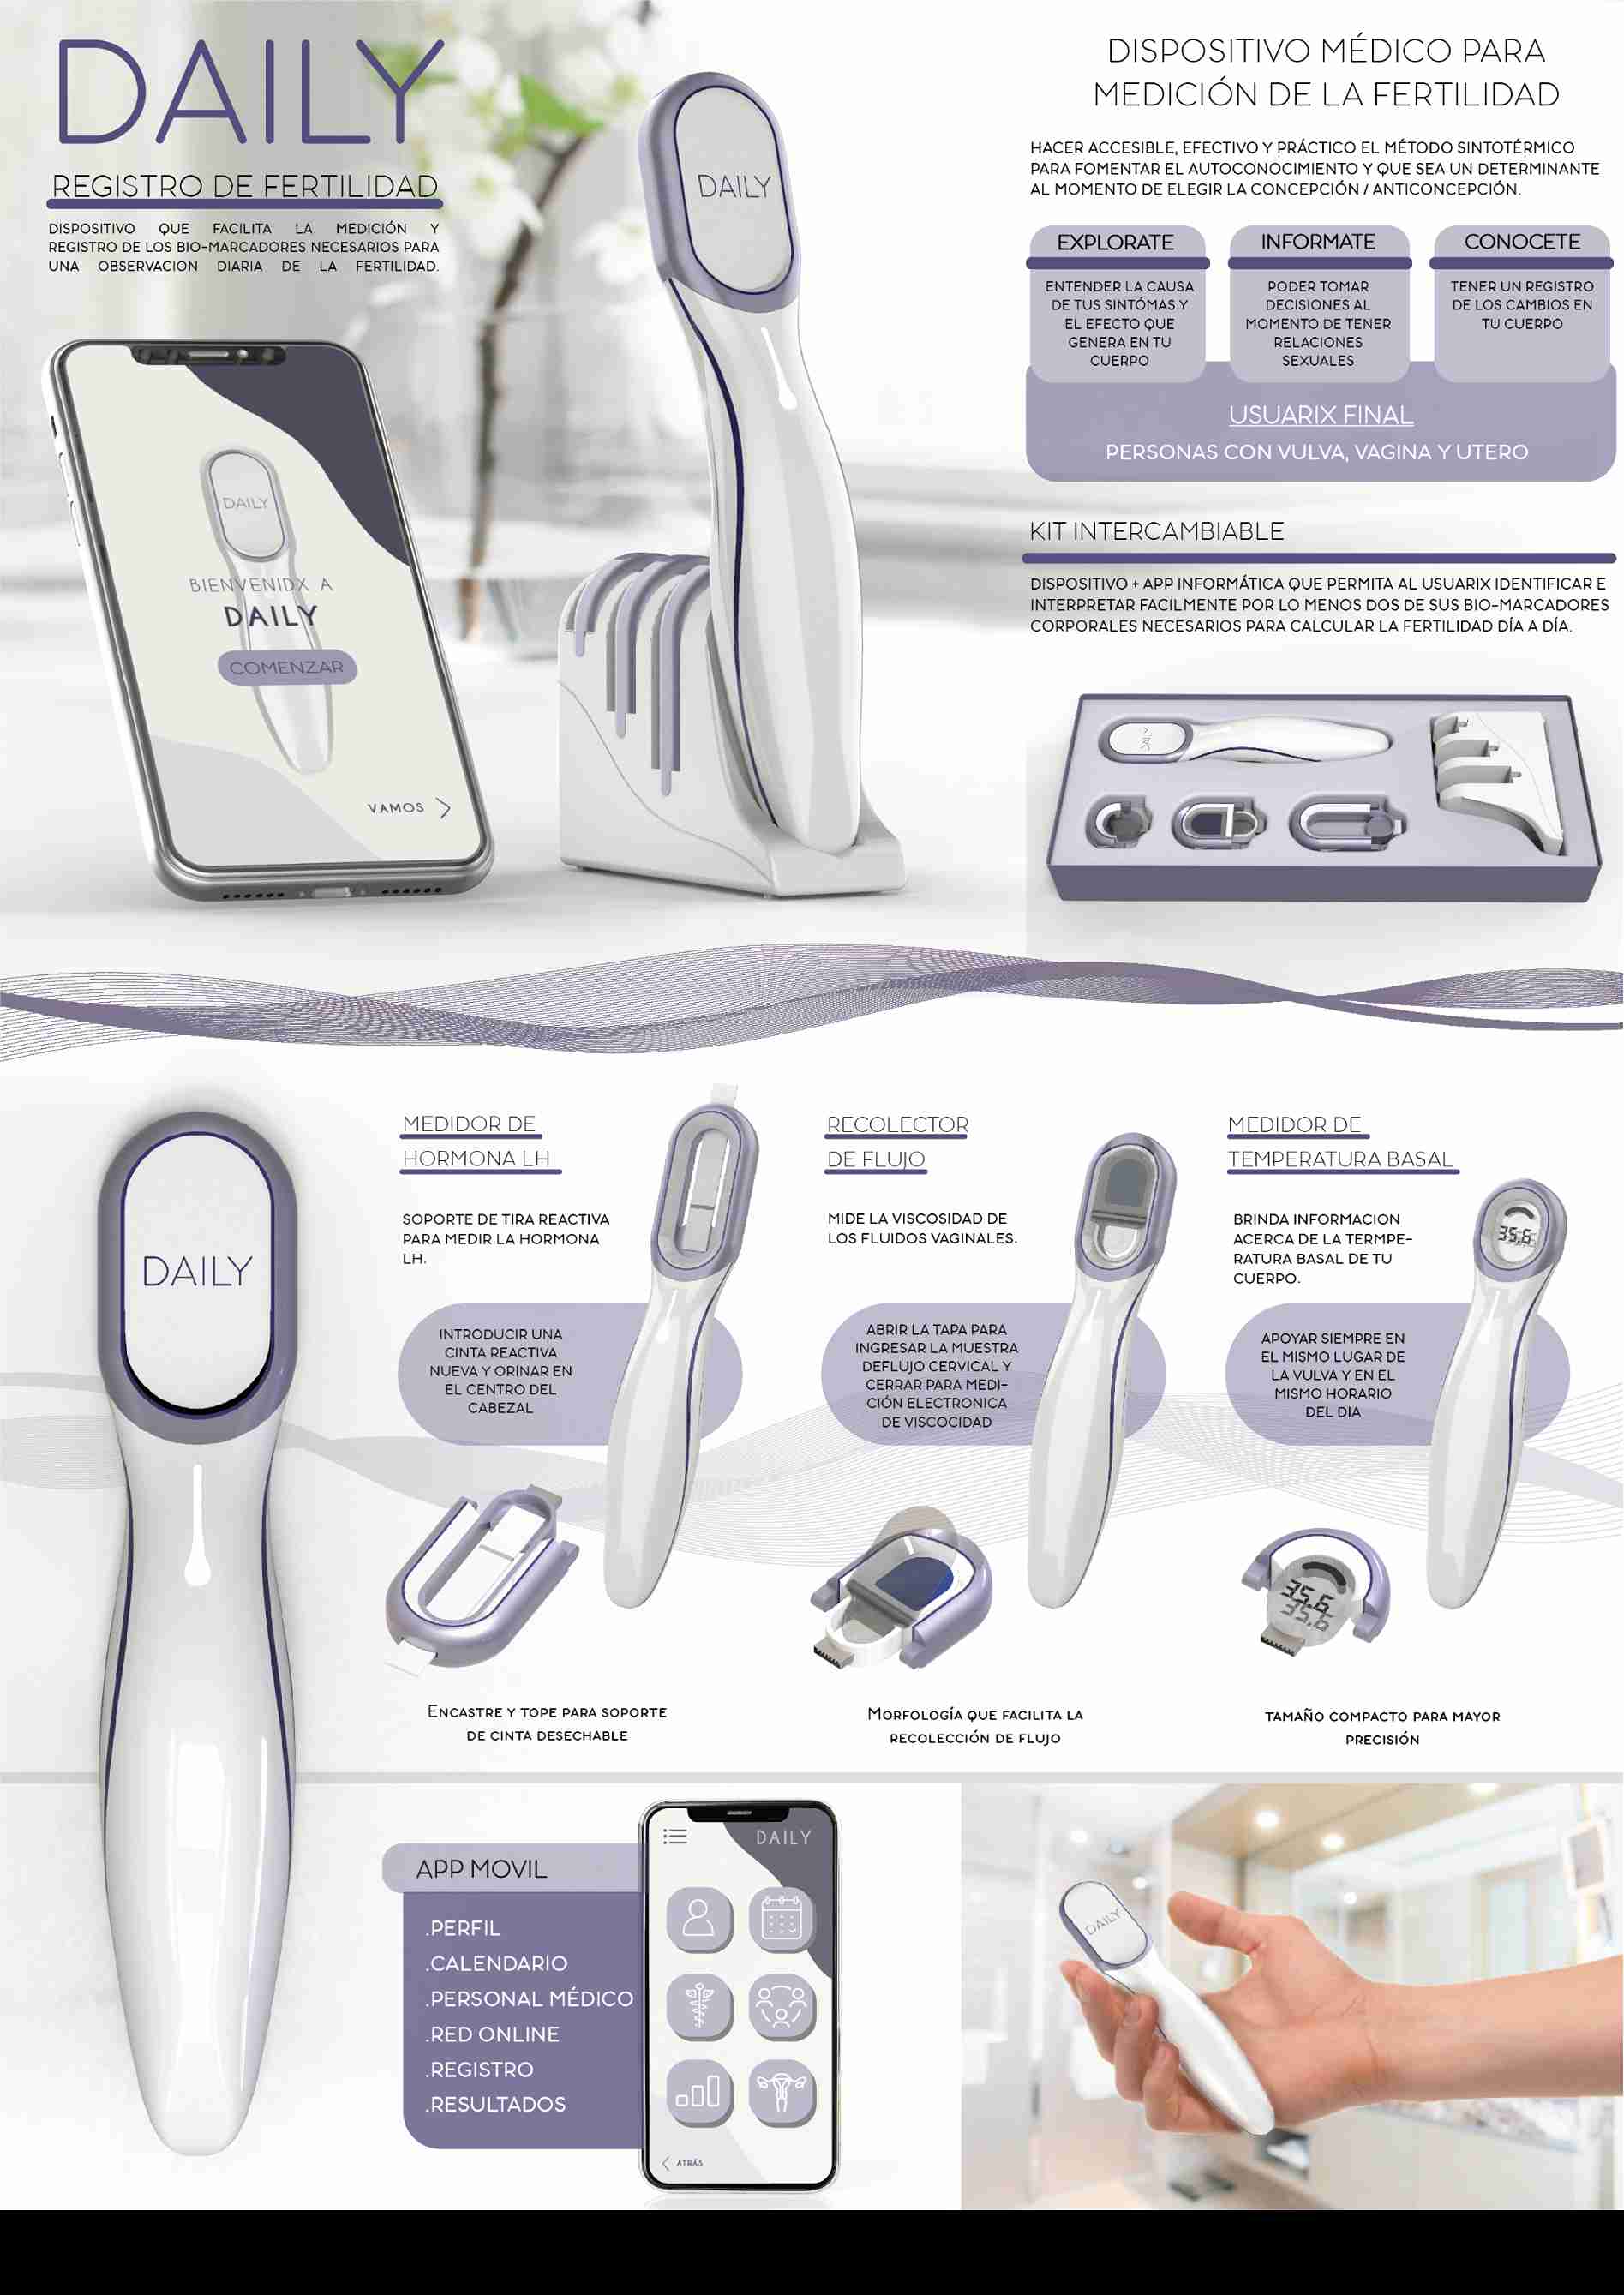 DAILY
REGISTRO DE FERTILIDAD
DISPOSITIVO QUE FACILITA LA MEDICIÓN Y
REGISTRO DE LOS BIO-MARCADORES NECESARIOS PARA
UNA OBSERVACION DIARIA DE LA FERTILIDAD.
DAILY
BIENVENIDX A
DAILY
COMENZAR
VAMOS
DAILY
DISPOSITIVO MÉDICO PARA
MEDICIÓN DE LA FERTILIDAD
HACER ACCESIBLE, EFECTIVO Y PRÁCTICO EL MÉTODO SINTOTÉRMICO
PARA FOMENTAR EL AUTOCONOCIMIENTO Y QUE SEA UN DETERMINANTE
AL MOMENTO DE ELEGIR LA CONCEPCIÓN / ANTICONCEPCIÓN.
EXPLORATE
ENTENDER LA CAUSA
DE TUS SINTÓMAS Y
EL EFECTO QUE
GENERA EN TU
CUERPO
INFORMATE
PODER TOMAR
DECISIONES AL
MOMENTO DE TENER
RELACIONES
SEXUALES
CONOCETE
TENER UN REGISTRO
DE LOS CAMBIOS EN
TU CUERPO
USUARIX FINAL
PERSONAS CON VULVA, VAGINA Y UTERO
KIT INTERCAMBIABLE
DISPOSITIVO + APP INFORMÁTICA QUE PERMITA AL USUARIX IDENTIFICAR E
INTERPRETAR FACILMENTE POR LO MENOS DOS DE SUS BIO-MARCADORES
CORPORALES NECESARIOS PARA CALCULAR LA FERTILIDAD DÍA A DÍA.
DAILY
MEDIDOR DE
HORMONA LH
SOPORTE DE TIRA REACTIVA
PARA MEDIR LA HORMONA
LH.
INTRODUCIR UNA
CINTA REACTIVA
NUEVA Y ORINAR EN
EL CENTRO DEL
CABEZAL
ENCASTRE Y TOPE PARA SOPORTE
DE CINTA DESECHABLE
RECOLECTOR
DE FLUJO
MIDE LA VISCOSIDAD DE
LOS FLUIDOS VAGINALES.
ABRIR LA TAPA PARA
INGRESAR LA MUESTRA
DEFLUJO CERVICAL Y
CERRAR PARA MEDI-
CIÓN ELECTRONICA
DE VISCOCIDAD
MORFOLOGÍA QUE FACILITA LA
RECOLECCIÓN DE FLUJO
MEDIDOR DE
TEMPERATURA BASAL
BRINDA INFORMACION
ACERCA DE LA TERMPE-
RATURA BASAL DE TU
CUERPO.
35,6
APOYAR SIEMPRE EN
EL MISMO LUGAR DE
LA VULVA Y EN EL
MISMO HORARIO
DEL DIA
35,6
35,6
TAMAÑO COMPACTO PARA MAYOR
PRECISIÓN
APP MOVIL
.PERFIL
.CALENDARIO
.PERSONAL MÉDICO
.RED ONLINE
.REGISTRO
.RESULTADOS
DAILY
ATRÁS
DAILY